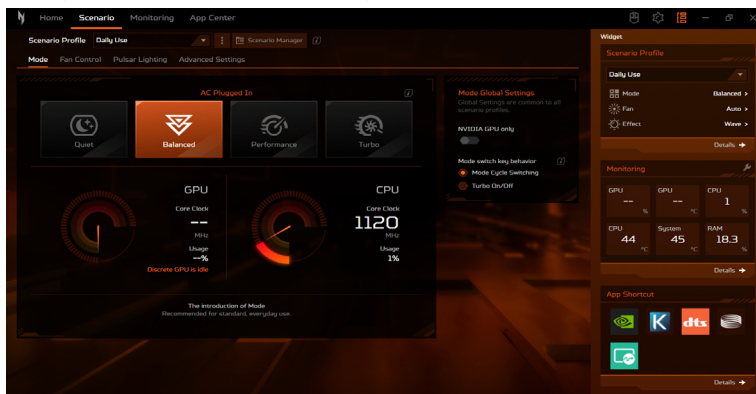 Home Scenario Monitoring App Center
Scenario Profile Daily Use Scenario Manager
Mode Fan Control Pulsar Lighting Advanced Settings
AC Plugged In
Quiet Balanced Performance Turbo
GPU
Core Clock
--
MHz
Usage
--%
Discrete GPU is idle
CPU
Core Clock
1120
MHz
Usage
1%
The introduction of Mode
Recommended for standard, everyday use.
Mode Global Settings
Global Settings are common to all
scenario profiles.
NVIDIA GPU only
Mode switch key behavior
Mode Cycle Switching
Turbo On/Off
Widget
Scenario Profile
Daily Use
Mode Balanced >
Fan Auto >
Effect Wave >
Details
Monitoring
GPU GPU CPU
-- -- 1
% °C %
CPU System RAM
44 45 18.3
°C °C %
Details
App Shortcut
K dts
Details